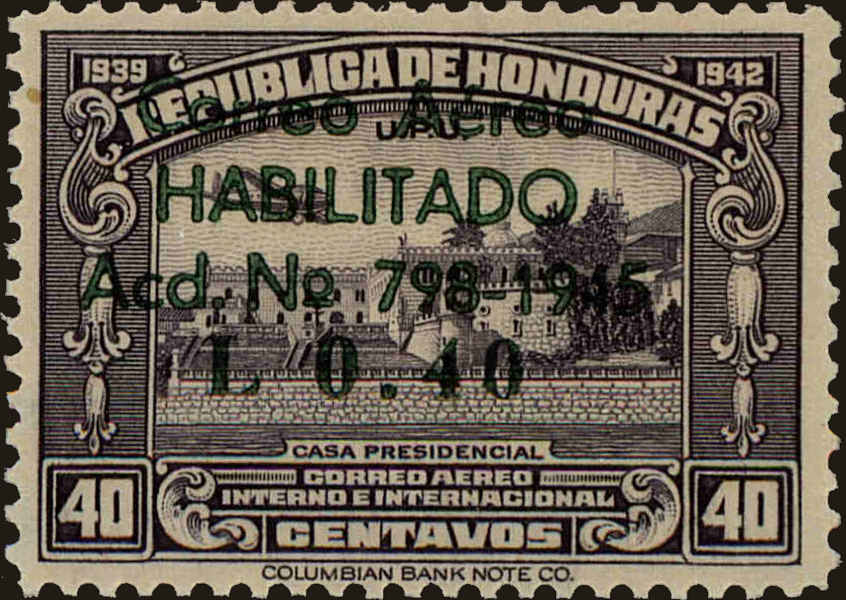 1939 1942
REPUBLICA DE HONDURAS
Correo Aéreo
U.P.U.
HABILITADO
Acd. Nº 798-1945
L 0.40
CASA PRESIDENCIAL
CORREO AEREO
INTERNO E INTERNACIONAL
40 CENTAVOS 40
COLUMBIAN BANK NOTE CO.